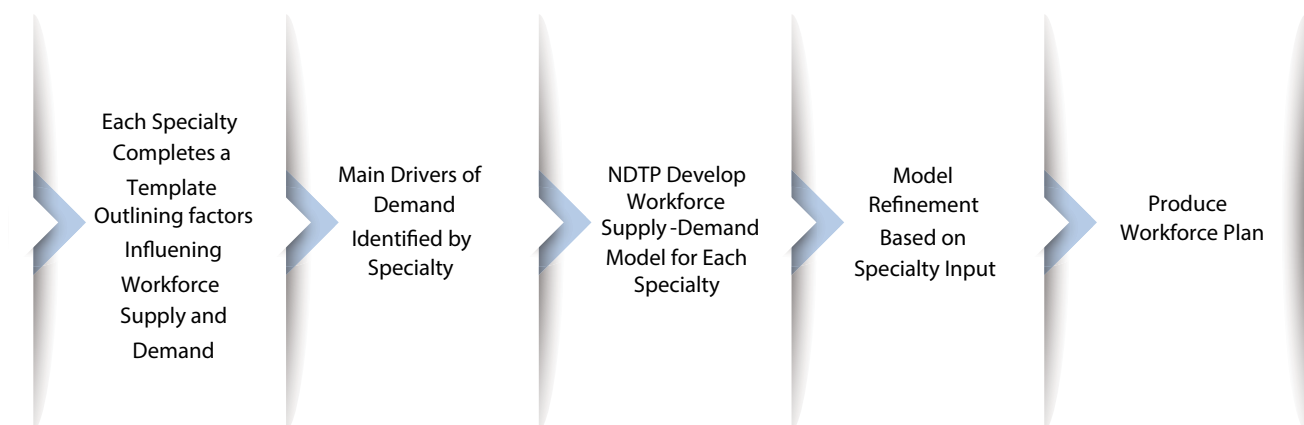 Each Specialty
Completes a
Template
Outlining factors
Influening
Workforce
Supply and
Demand
Main Drivers of
Demand
Identified by
Specialty
NDTP Develop
Workforce
Supply -Demand
Model for Each
Specialty
Model
Refinement
Based on
Specialty Input
Produce
Workforce Plan